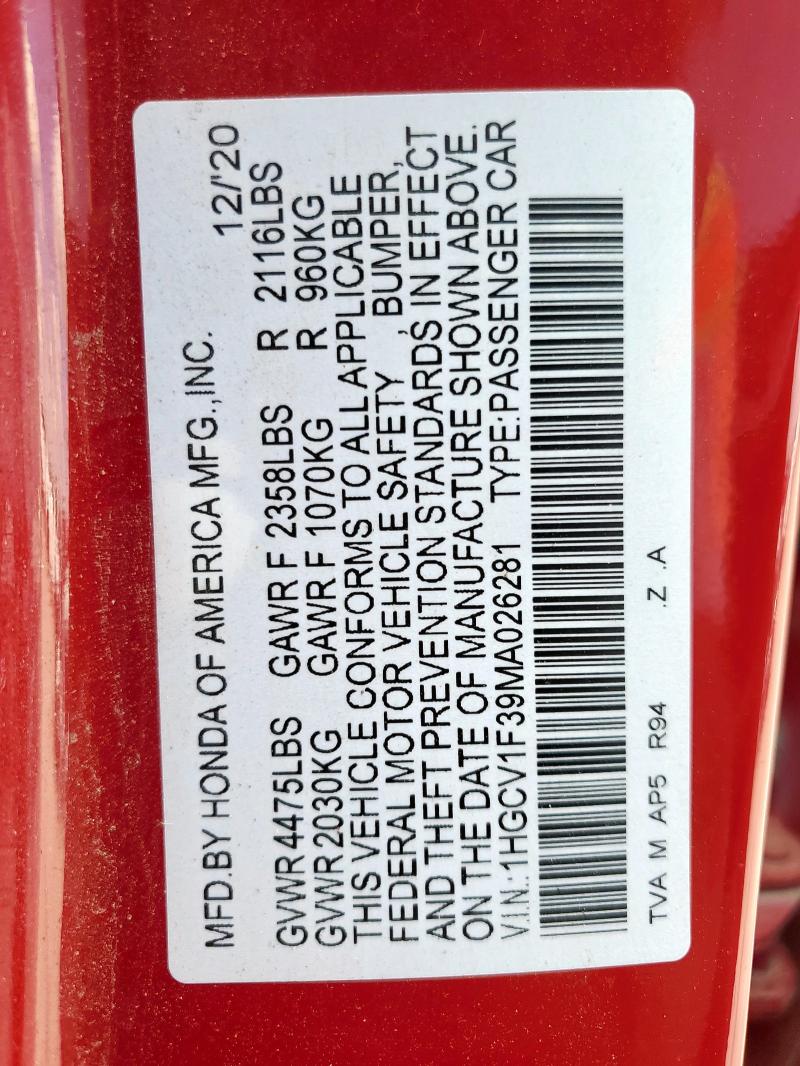 MFD.BY HONDA OF AMERICA MFG.,INC. 12/'20
GVWR 4475LBS GAWR F 2358LBS R 2116LBS
GVWR 2030KG GAWR F 1070KG R 960KG
THIS VEHICLE CONFORMS TO ALL APPLICABLE
FEDERAL MOTOR VEHICLE SAFETY , BUMPER,
AND THEFT PREVENTION STANDARDS IN EFFECT
ON THE DATE OF MANUFACTURE SHOWN ABOVE.
V.I.N.:1HGCV1F39MA026281 TYPE:PASSENGER CAR
TVA M AP5 R94 .Z .A